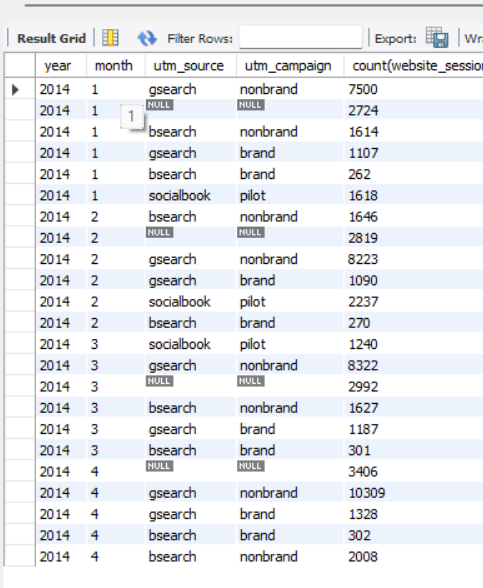 Result Grid Filter Rows: Export: Wra
year month utm_source utm_campaign count(website_session
2014 1 gsearch nonbrand 7500
2014 1 NULL NULL 2724
1
2014 1 bsearch nonbrand 1614
2014 1 gsearch brand 1107
2014 1 bsearch brand 262
2014 1 socialbook pilot 1618
2014 2 bsearch nonbrand 1646
2014 2 NULL NULL 2819
2014 2 gsearch nonbrand 8223
2014 2 gsearch brand 1090
2014 2 socialbook pilot 2237
2014 2 bsearch brand 270
2014 3 socialbook pilot 1240
2014 3 gsearch nonbrand 8322
2014 3 NULL NULL 2992
2014 3 bsearch nonbrand 1627
2014 3 gsearch brand 1187
2014 3 bsearch brand 301
2014 4 NULL NULL 3406
2014 4 gsearch nonbrand 10309
2014 4 gsearch brand 1328
2014 4 bsearch brand 302
2014 4 bsearch nonbrand 2008